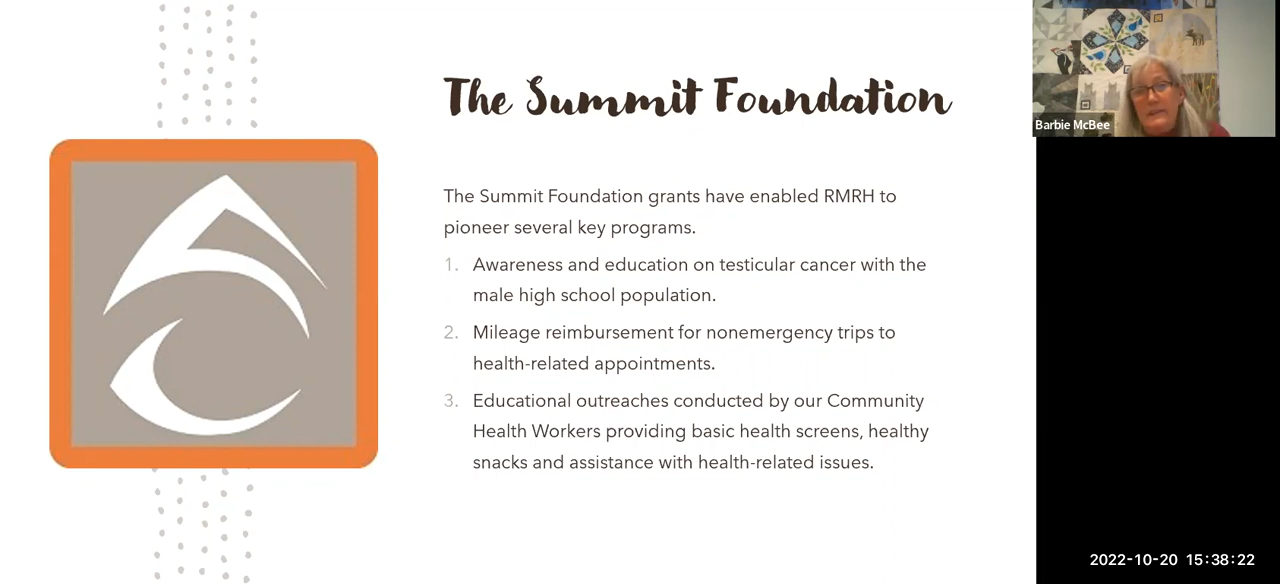 The Summit Foundation
The Summit Foundation grants have enabled RMRH to
pioneer several key programs.
1. Awareness and education on testicular cancer with the
male high school population.
2. Mileage reimbursement for nonemergency trips to
health-related appointments.
3. Educational outreaches conducted by our Community
Health Workers providing basic health screens, healthy
snacks and assistance with health-related issues.
Barbie McBee
2022-10-20 15:38:22